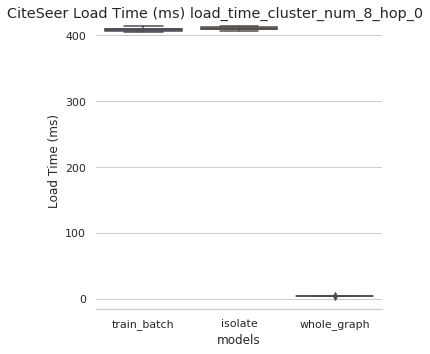 CiteSeer Load Time (ms) load_time_cluster_num_8_hop_0
400
300
200
100
0
Load Time (ms)
train_batch
isolate
whole_graph
models